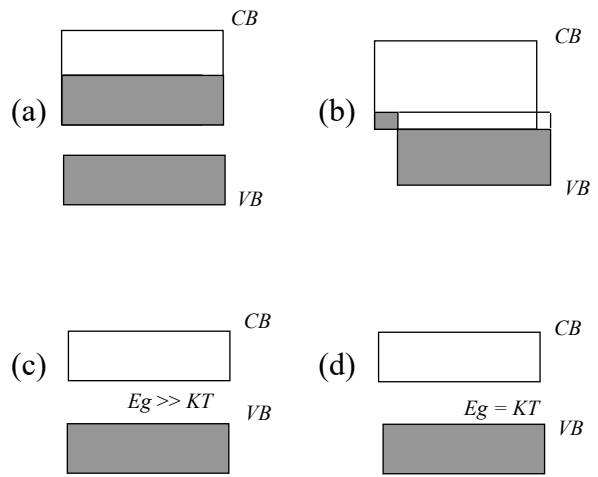 CB
(a)
VB
CB
(b)
VB
CB
(c)
Eg >> KT
VB
CB
(d)
Eg = KT
VB